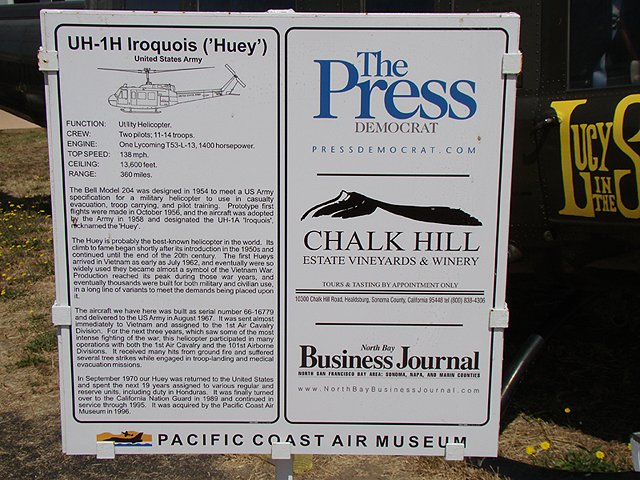 UH-1H Iroquois ('Huey')
United States Army
FUNCTION: Utility Helicopter.
CREW: Two pilots; 11-14 troops.
ENGINE: One Lycoming T53-L-13, 1400 horsepower.
TOP SPEED: 138 mph.
CEILING: 13,600 feet.
RANGE: 360 miles.
The Bell Model 204 was designed in 1954 to meet a US Army
specification for a military helicopter to use in casualty
evacuation, troop carrying, and pilot training. Prototype first
flights were made in October 1956, and the aircraft was adopted
by the Army in 1958 and designated the UH-1A 'Iroquois',
nicknamed the 'Huey'.
The Huey is probably the best-known helicopter in the world. Its
climb to fame began shortly after its introduction in the 1950s and
continued until the end of the 20th century. The first Hueys
arrived in Vietnam as early as July 1962, and eventually were so
widely used they became almost a symbol of the Vietnam War.
Production reached its peak during those war years, and
eventually thousands were built for both military and civilian use,
in a long line of variants to meet the demands being placed upon
it.
The aircraft we have here was built as serial number 66-16779
and delivered to the US Army in August 1967. It was sent almost
immediately to Vietnam and assigned to the 1st Air Cavalry
Division. For the next three years, which saw some of the most
intense fighting of the war, this helicopter participated in many
operations with both the 1st Air Cavalry and the 101st Airborne
Divisions. It received many hits from ground fire and suffered
several tree strikes while engaged in troop-landing and medical
evacuation missions.
In September 1970 our Huey was returned to the United States
and spent the next 19 years assigned to various regular and
reserve units, including duty in Honduras. It was finally turned
over to the California Nation Guard in 1989 and continued in
service through 1995. It was acquired by the Pacific Coast Air
Museum in 1996.
The
Press
DEMOCRAT
PRESSDEMOCRAT.COM
CHALK HILL
ESTATE VINEYARDS & WINERY
TOURS & TASTING BY APPOINTMENT ONLY
10300 Chalk Hill Road, Healdsburg, Sonoma County, California 95448 tel (800) 838-4306
North Bay
Business Journal
NORTH SAN FRANCISCO BAY AREA: SONOMA, NAPA, AND MARIN COUNTIES
www.NorthBayBusinessJournal.com
PACIFIC COAST AIR MUSEUM
LUCY
IN THE
S